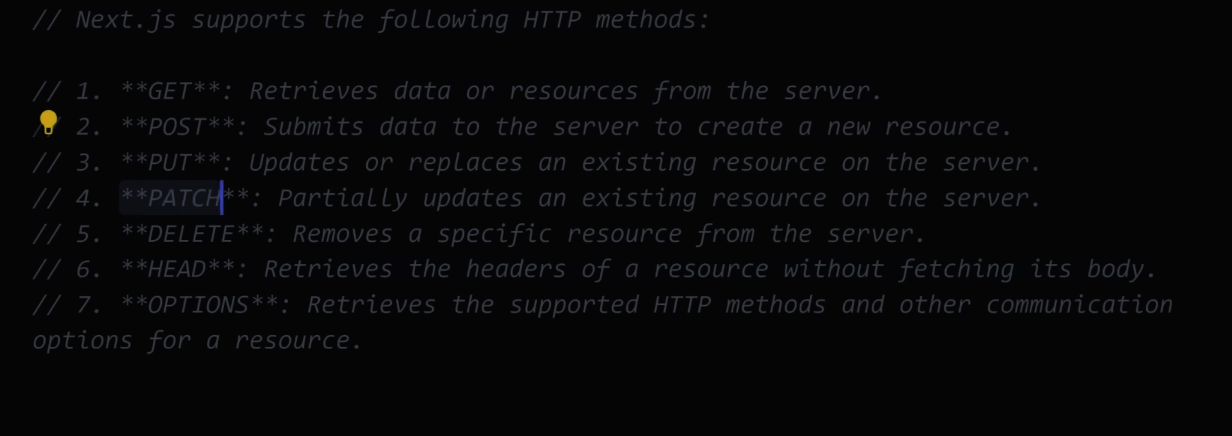 // Next.js supports the following HTTP methods:
// 1. **GET**: Retrieves data or resources from the server.
// 2. **POST**: Submits data to the server to create a new resource.
// 3. **PUT**: Updates or replaces an existing resource on the server.
// 4. **PATCH**: Partially updates an existing resource on the server.
// 5. **DELETE**: Removes a specific resource from the server.
// 6. **HEAD**: Retrieves the headers of a resource without fetching its body.
// 7. **OPTIONS**: Retrieves the supported HTTP methods and other communication
options for a resource.